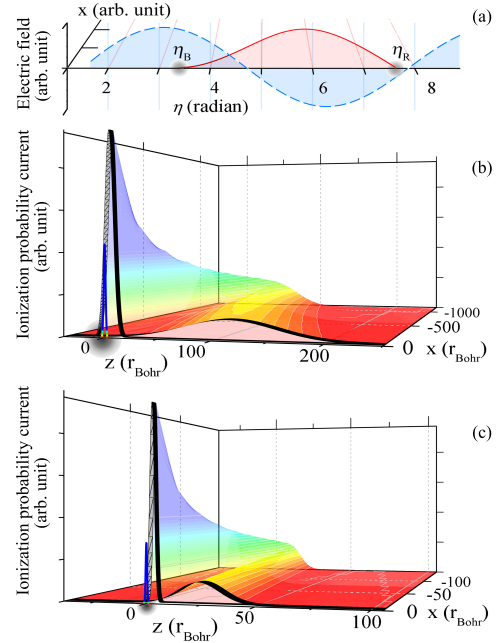 x (arb. unit)
(a)
Electric field
(arb. unit)
η_B
η_R
2
4
6
8
η (radian)
(b)
Ionization probability current
(arb. unit)
0
100
200
z (r_Bohr)
0
-500
-1000
x (r_Bohr)
(c)
Ionization probability current
(arb. unit)
0
50
100
z (r_Bohr)
0
-50
-100
x (r_Bohr)